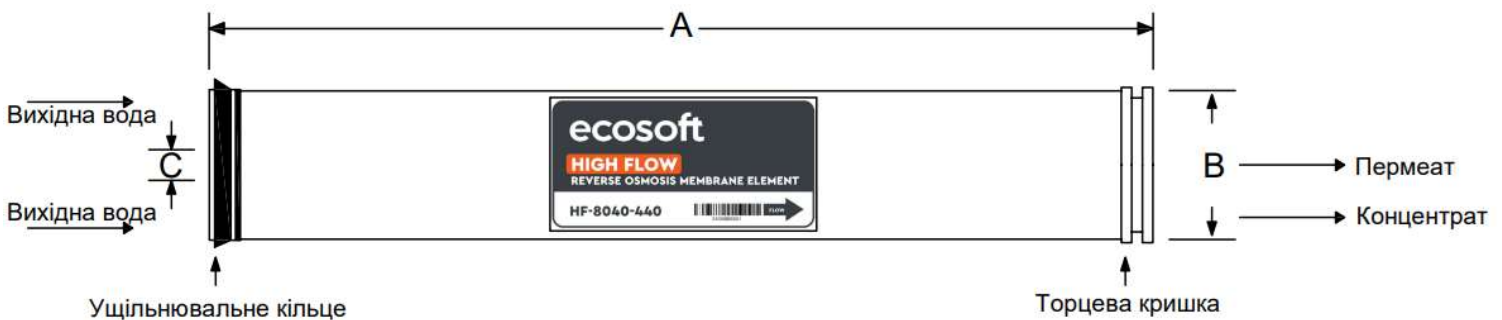 A
Вихідна вода
C
Вихідна вода
ecosoft
HIGH FLOW
REVERSE OSMOSIS MEMBRANE ELEMENT
HF-8040-440
FLOW
B
Пермеат
Концентрат
Ущільнювальне кільце
Торцева кришка